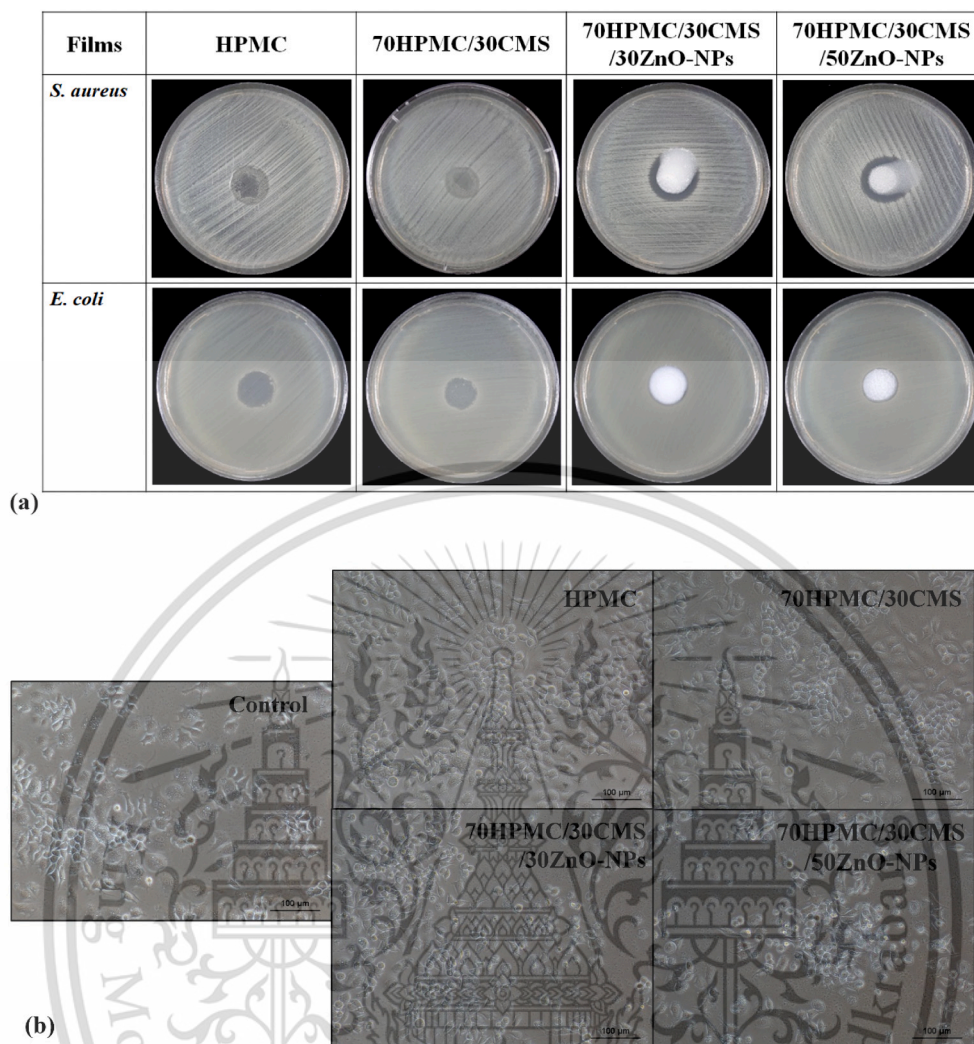 Films
HPMC
70HPMC/30CMS
70HPMC/30CMS
/30ZnO-NPs
70HPMC/30CMS
/50ZnO-NPs
S. aureus
E. coli
(a)
HPMC
70HPMC/30CMS
Control
100 µm
100 µm
100 µm
70HPMC/30CMS
/30ZnO-NPs
70HPMC/30CMS
/50ZnO-NPs
100 µm
100 µm
(b)